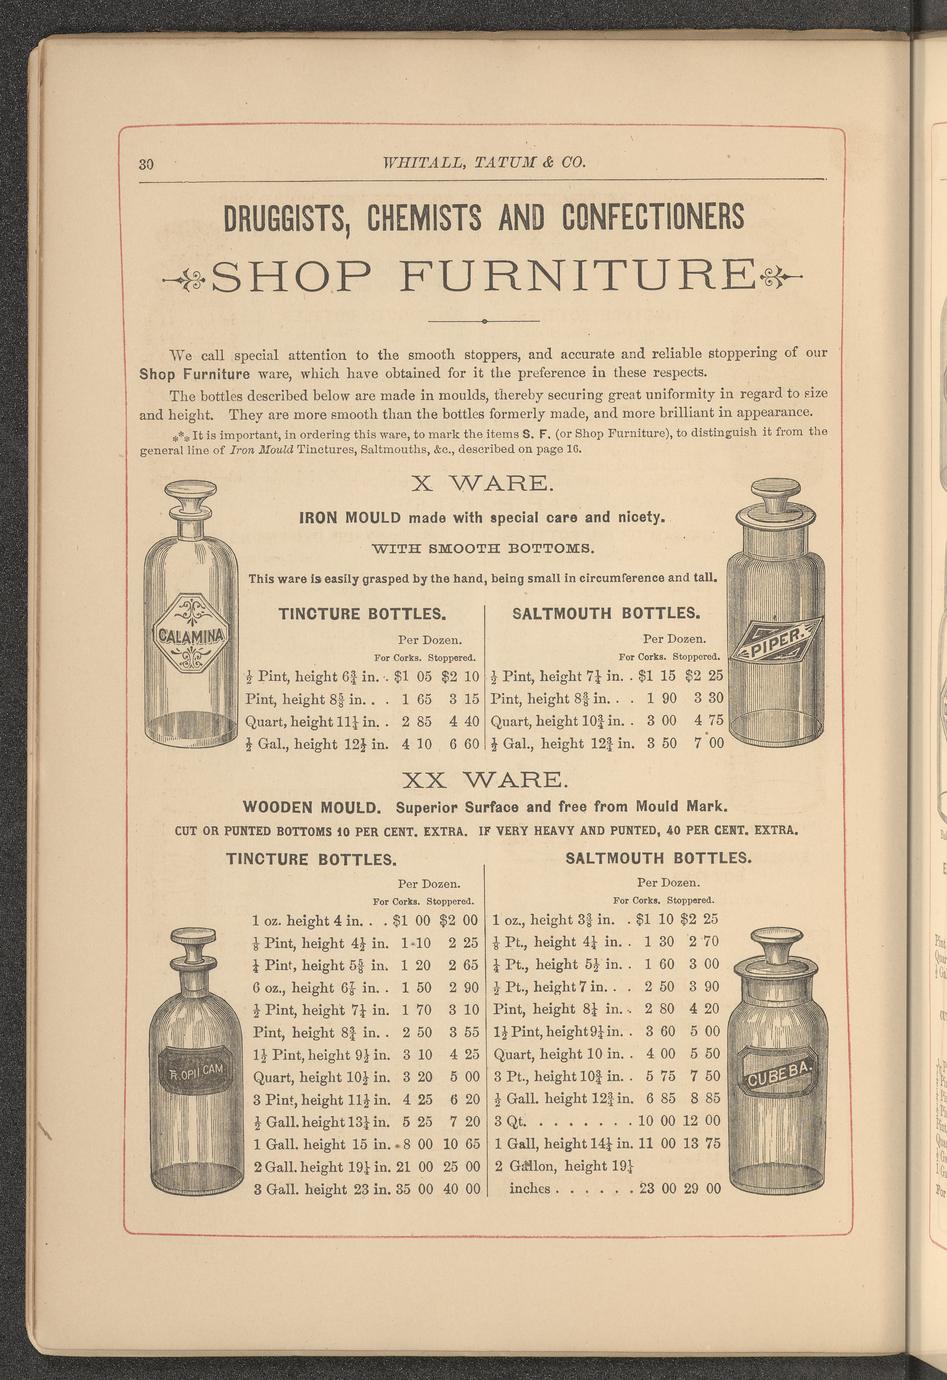 30
WHITALL, TATUM & CO.
DRUGGISTS, CHEMISTS AND CONFECTIONERS
SHOP FURNITURE
We call special attention to the smooth stoppers, and accurate and reliable stoppering of our
Shop Furniture ware, which have obtained for it the preference in these respects.
The bottles described below are made in moulds, thereby securing great uniformity in regard to size
and height. They are more smooth than the bottles formerly made, and more brilliant in appearance.
*** It is important, in ordering this ware, to mark the items S. F. (or Shop Furniture), to distinguish it from the
general line of Iron Mould Tinctures, Saltmouths, &c., described on page 16.
X WARE.
IRON MOULD made with special care and nicety.
WITH SMOOTH BOTTOMS.
This ware is easily grasped by the hand, being small in circumference and tall.
CALAMINA
TINCTURE BOTTLES.
Per Dozen.
For Corks. Stoppered.
½ Pint, height 6¾ in. . $1 05 $2 10
Pint, height 8⅝ in. . . 1 65 3 15
Quart, height 11¼ in. . 2 85 4 40
½ Gal., height 12½ in. 4 10 6 60
SALTMOUTH BOTTLES.
Per Dozen.
For Corks. Stoppered.
½ Pint, height 7¼ in. . $1 15 $2 25
Pint, height 8⅜ in. . . 1 90 3 30
Quart, height 10¾ in. . 3 00 4 75
½ Gal., height 12¾ in. 3 50 7 00
PIPER.
XX WARE.
WOODEN MOULD. Superior Surface and free from Mould Mark.
CUT OR PUNTED BOTTOMS 10 PER CENT. EXTRA. IF VERY HEAVY AND PUNTED, 40 PER CENT. EXTRA.
TINCTURE BOTTLES.
Per Dozen.
For Corks. Stoppered.
1 oz. height 4 in. . . $1 00 $2 00
Pint, height 4½ in. 1 10 2 25
¼ Pint, height 5⅝ in. 1 20 2 65
6 oz., height 6⅞ in. . 1 50 2 90
½ Pint, height 7¼ in. 1 70 3 10
Pint, height 8¾ in. . 2 50 3 55
1½ Pint, height 9½ in. 3 10 4 25
Quart, height 10½ in. 3 20 5 00
3 Pint, height 11½ in. 4 25 6 20
½ Gall. height 13¼ in. 5 25 7 20
1 Gall. height 15 in. 8 00 10 65
2 Gall. height 19¼ in. 21 00 25 00
3 Gall. height 23 in. 35 00 40 00
TR. OPII CAM
SALTMOUTH BOTTLES.
Per Dozen.
For Corks. Stoppered.
1 oz., height 3⅜ in. . $1 10 $2 25
Pt., height 4¼ in. . 1 30 2 70
¼ Pt., height 5½ in. . 1 60 3 00
½ Pt., height 7 in. . . 2 50 3 90
Pint, height 8¼ in. . 2 80 4 20
1½ Pint, height 9¼ in. . 3 60 5 00
Quart, height 10 in. . 4 00 5 50
3 Pt., height 10¾ in. . 5 75 7 50
½ Gall. height 12¾ in. 6 85 8 85
3 Qt. . . . . . . . 10 00 12 00
1 Gall, height 14¼ in. 11 00 13 75
2 Gallon, height 19¼
inches . . . . . . 23 00 29 00
CUBEBA.